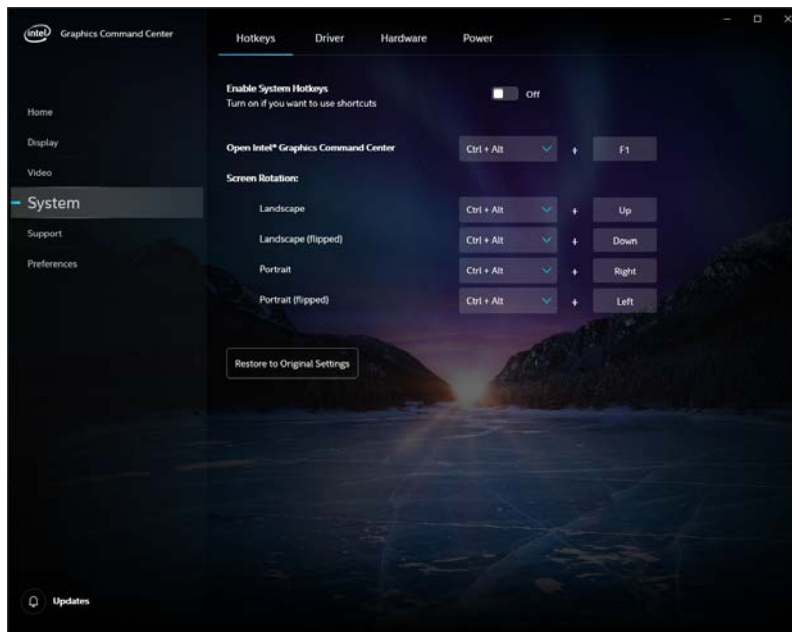 intel Graphics Command Center
Hotkeys Driver Hardware Power
Home
Display
Video
System
Support
Preferences
Updates
Enable System Hotkeys
Turn on if you want to use shortcuts
Off
Open Intel® Graphics Command Center Ctrl + Alt + F1
Screen Rotation:
Landscape Ctrl + Alt + Up
Landscape (flipped) Ctrl + Alt + Down
Portrait Ctrl + Alt + Right
Portrait (flipped) Ctrl + Alt + Left
Restore to Original Settings